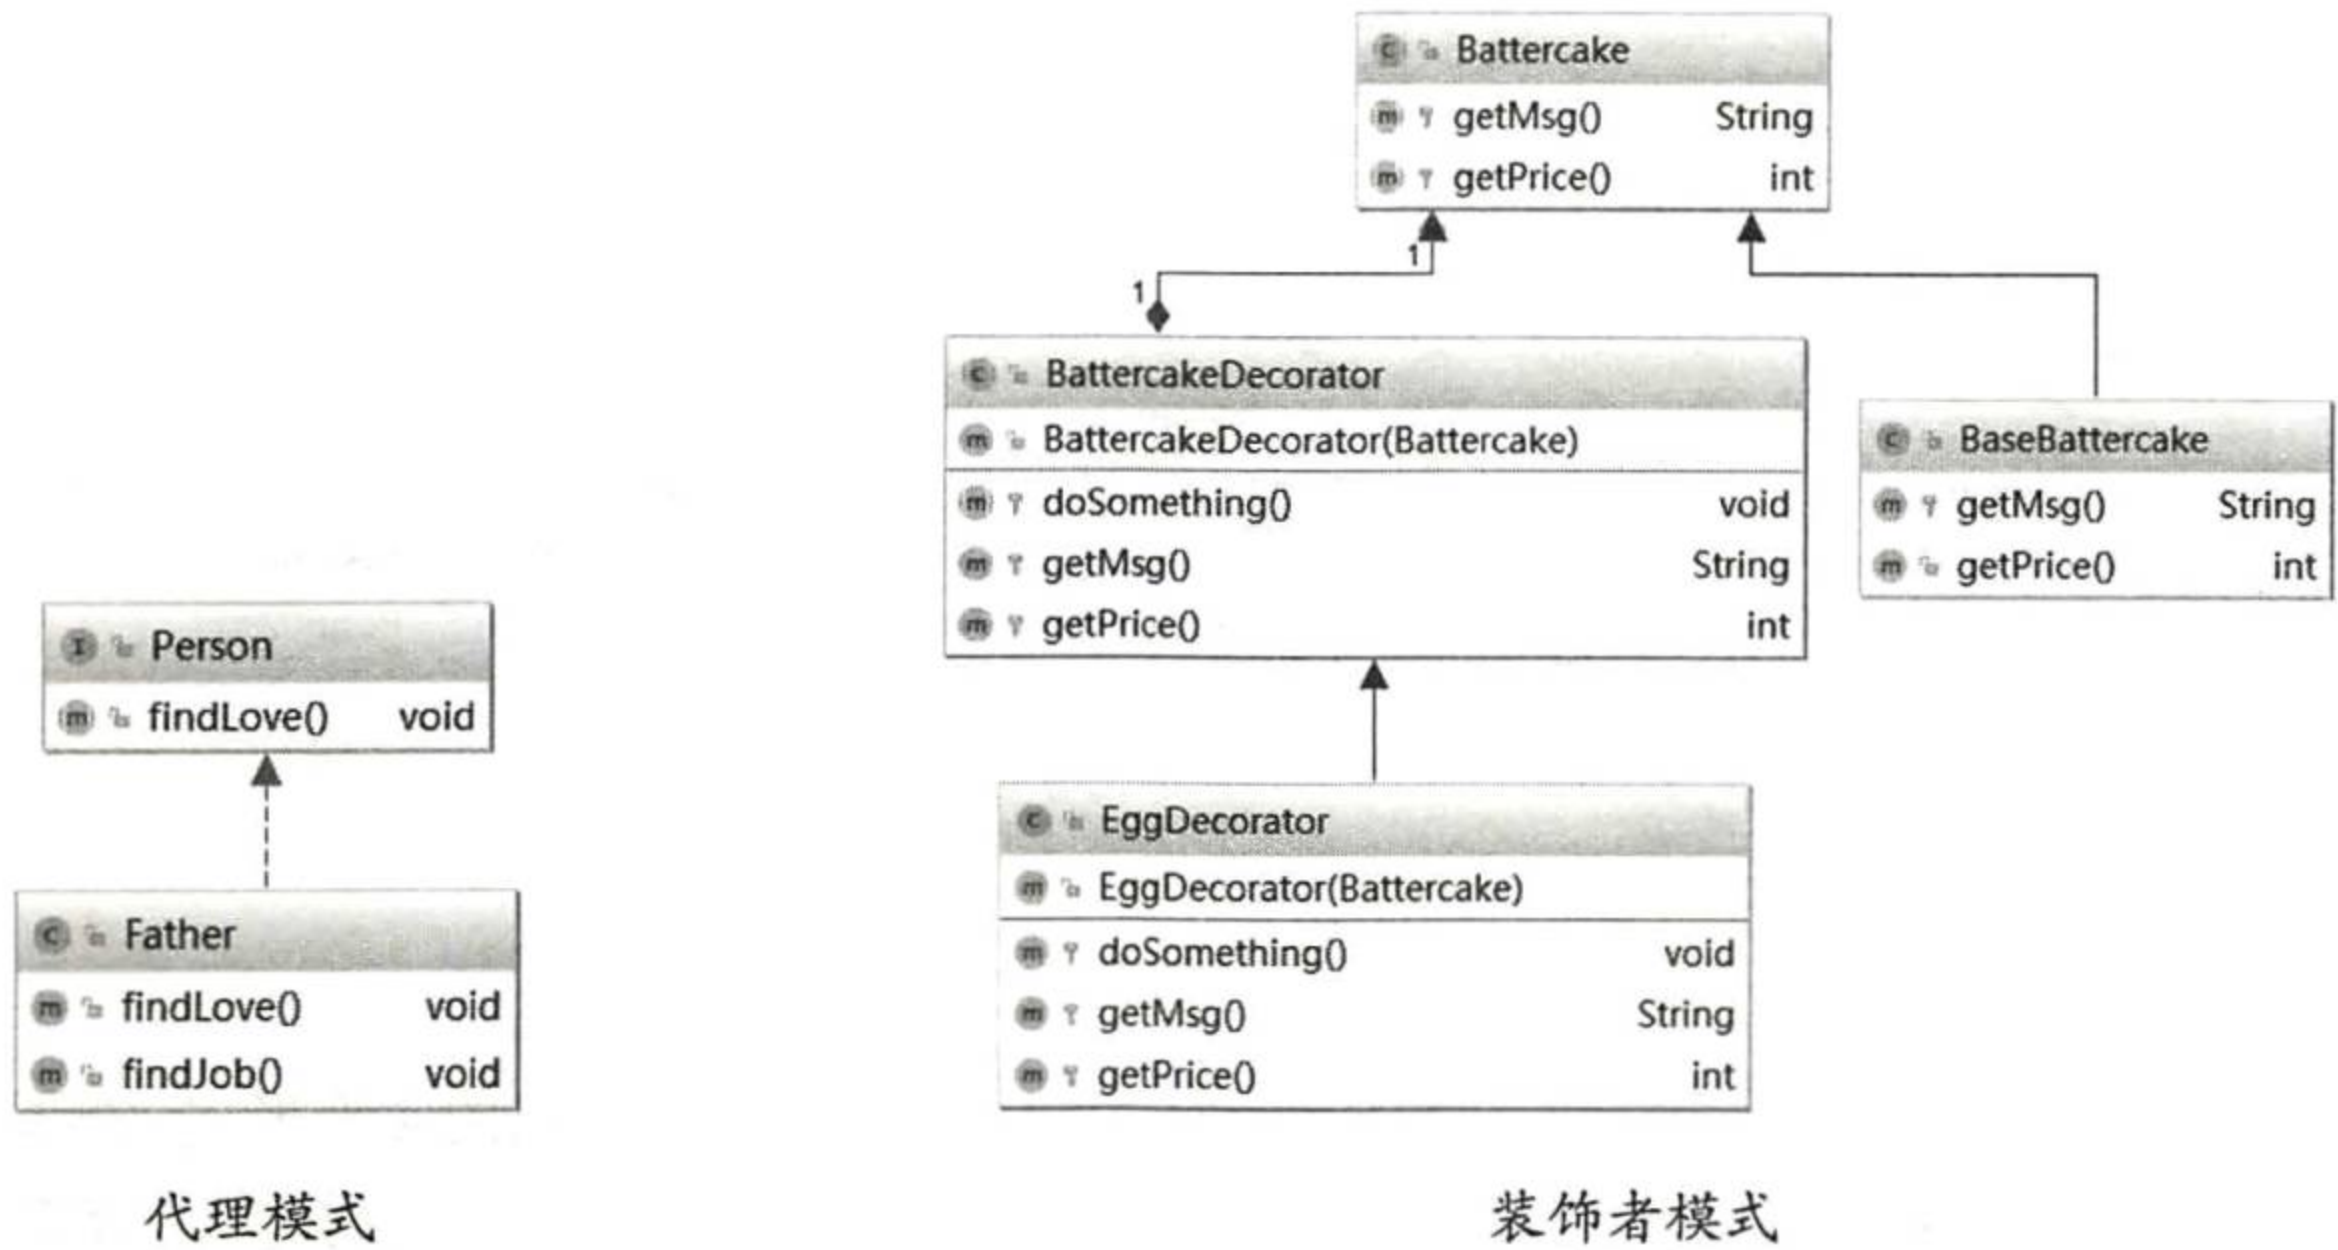 Battercake
getMsg() String
getPrice() int
1
1
BattercakeDecorator
BattercakeDecorator(Battercake)
doSomething() void
getMsg() String
getPrice() int
BaseBattercake
getMsg() String
getPrice() int
Person
findLove() void
Father
findLove() void
findJob() void
EggDecorator
EggDecorator(Battercake)
doSomething() void
getMsg() String
getPrice() int
代理模式
装饰者模式